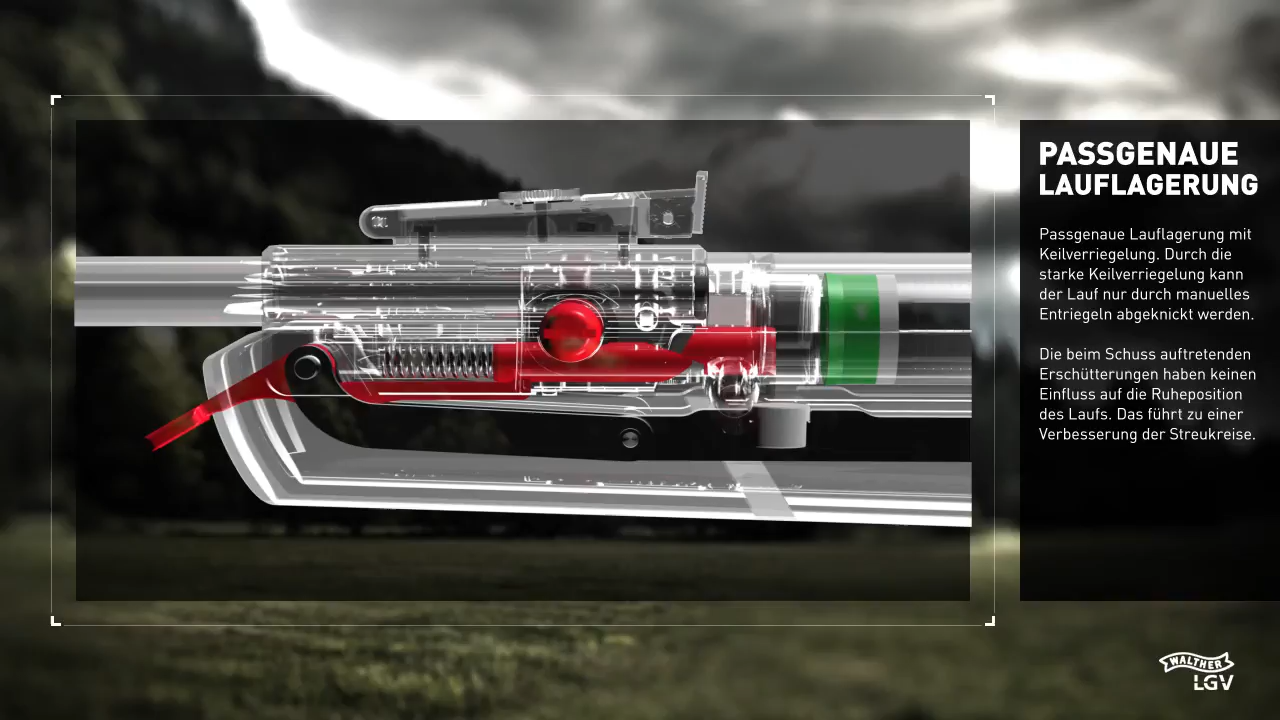 PASSGENAUE
LAUFLAGERUNG
Passgenaue Lauflagerung mit
Keilverriegelung. Durch die
starke Keilverriegelung kann
der Lauf nur durch manuelles
Entriegeln abgeknickt werden.
Die beim Schuss auftretenden
Erschütterungen haben keinen
Einfluss auf die Ruheposition
des Laufs. Das führt zu einer
Verbesserung der Streukreise.
WALTHER
LGV